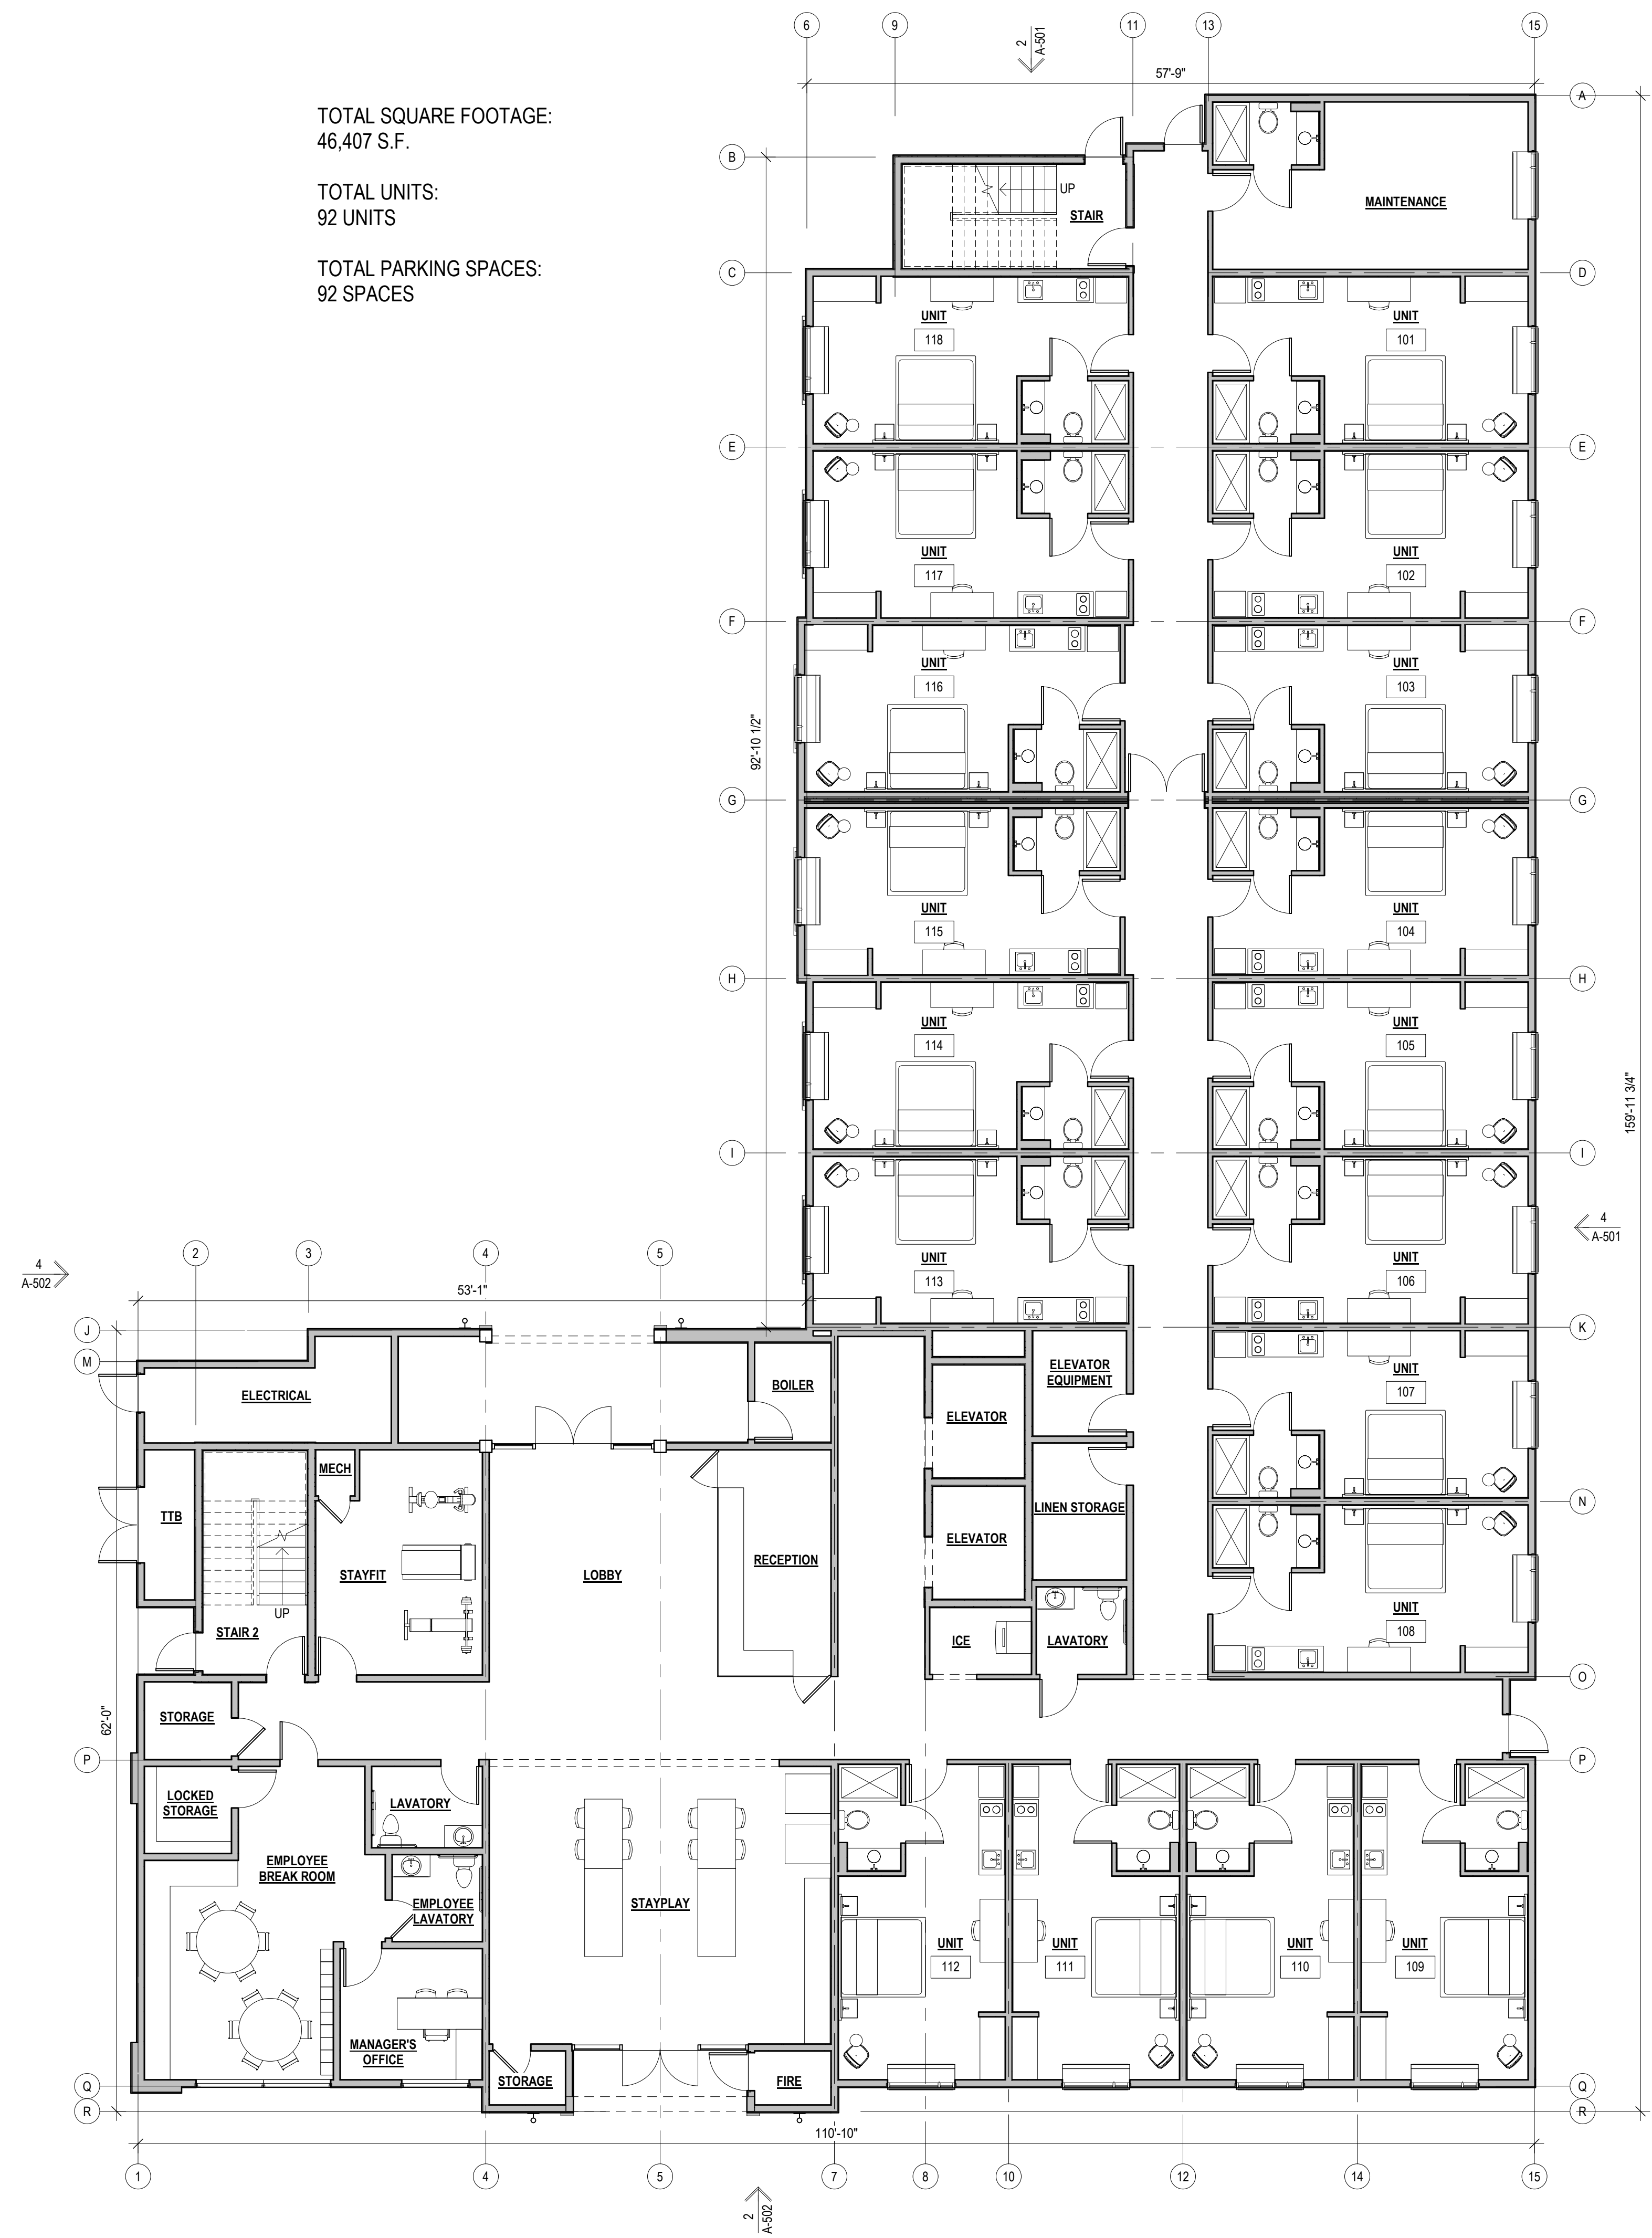 6
9
11
13
15
2
A-501
57'-9"
TOTAL SQUARE FOOTAGE:
46,407 S.F.
TOTAL UNITS:
92 UNITS
TOTAL PARKING SPACES:
92 SPACES
A
B
UP
STAIR
MAINTENANCE
C
D
UNIT
118
UNIT
101
E
E
UNIT
117
UNIT
102
F
F
UNIT
116
UNIT
103
92'-10 1/2"
G
G
UNIT
115
UNIT
104
H
H
UNIT
114
UNIT
105
159'-11 3/4"
I
I
4
A-501
2
3
4
5
4
A-502
53'-1"
UNIT
113
UNIT
106
J
K
M
ELECTRICAL
BOILER
ELEVATOR
EQUIPMENT
ELEVATOR
UNIT
107
MECH
N
TTB
LINEN STORAGE
ELEVATOR
STAYFIT
LOBBY
RECEPTION
UP
STAIR 2
ICE
LAVATORY
UNIT
108
O
STORAGE
62'-0"
P
P
LOCKED
STORAGE
LAVATORY
EMPLOYEE
BREAK ROOM
EMPLOYEE
LAVATORY
STAYPLAY
UNIT
112
UNIT
111
UNIT
110
UNIT
109
MANAGER'S
OFFICE
STORAGE
FIRE
Q
Q
R
R
110'-10"
1
4
5
7
8
10
12
14
15
2
A-502